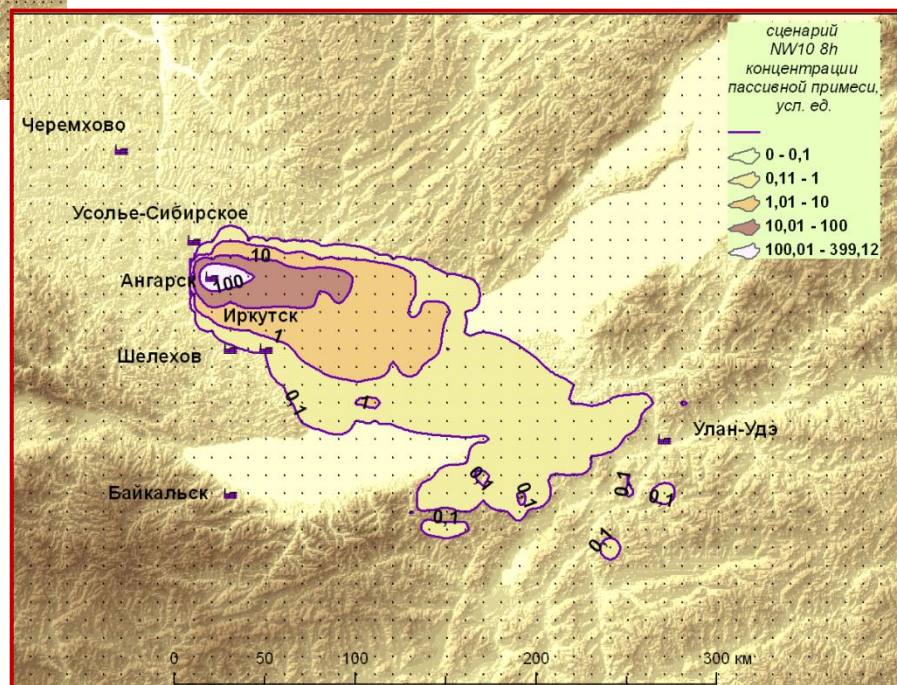 сценарий
NW10 8h
концентрации
пассивной примеси,
усл. ед.
0 - 0,1
0,11 - 1
1,01 - 10
10,01 - 100
100,01 - 399,12
Черемхово
Усолье-Сибирское
10
Ангарск
100
Иркутск
1
Шелехов
0,1
1
Улан-Удэ
0,1
0,1
0,1
0,1
Байкальск
0,1
0,1
0 50 100 200 300 км